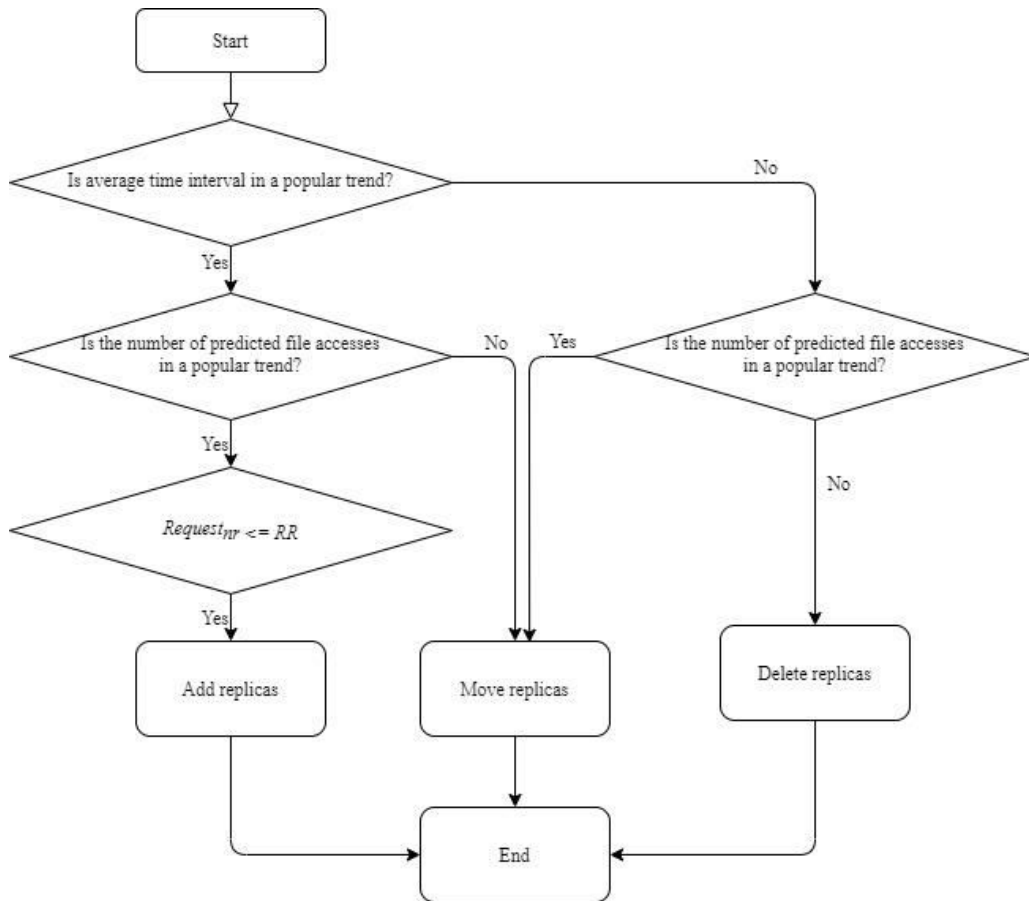 Start
Is average time interval in a popular trend?
No
Yes
Is the number of predicted file accesses
in a popular trend?
No
Yes
Is the number of predicted file accesses
in a popular trend?
Yes
No
Request_nr <= RR
Yes
Add replicas
Move replicas
Delete replicas
End